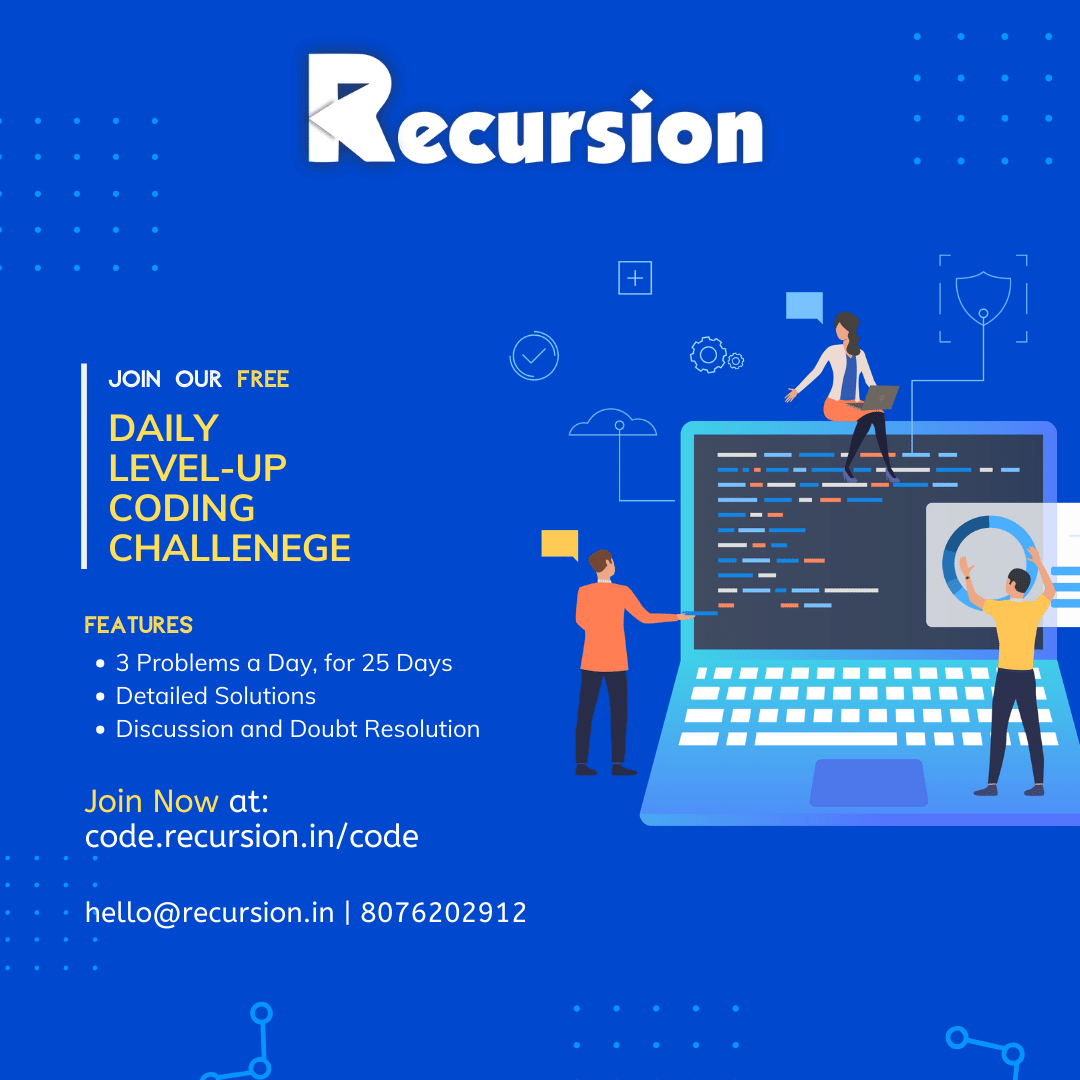 Recursion
JOIN OUR FREE
DAILY
LEVEL-UP
CODING
CHALLENEGE
FEATURES
• 3 Problems a Day, for 25 Days
• Detailed Solutions
• Discussion and Doubt Resolution
Join Now at:
code.recursion.in/code
hello@recursion.in | 8076202912